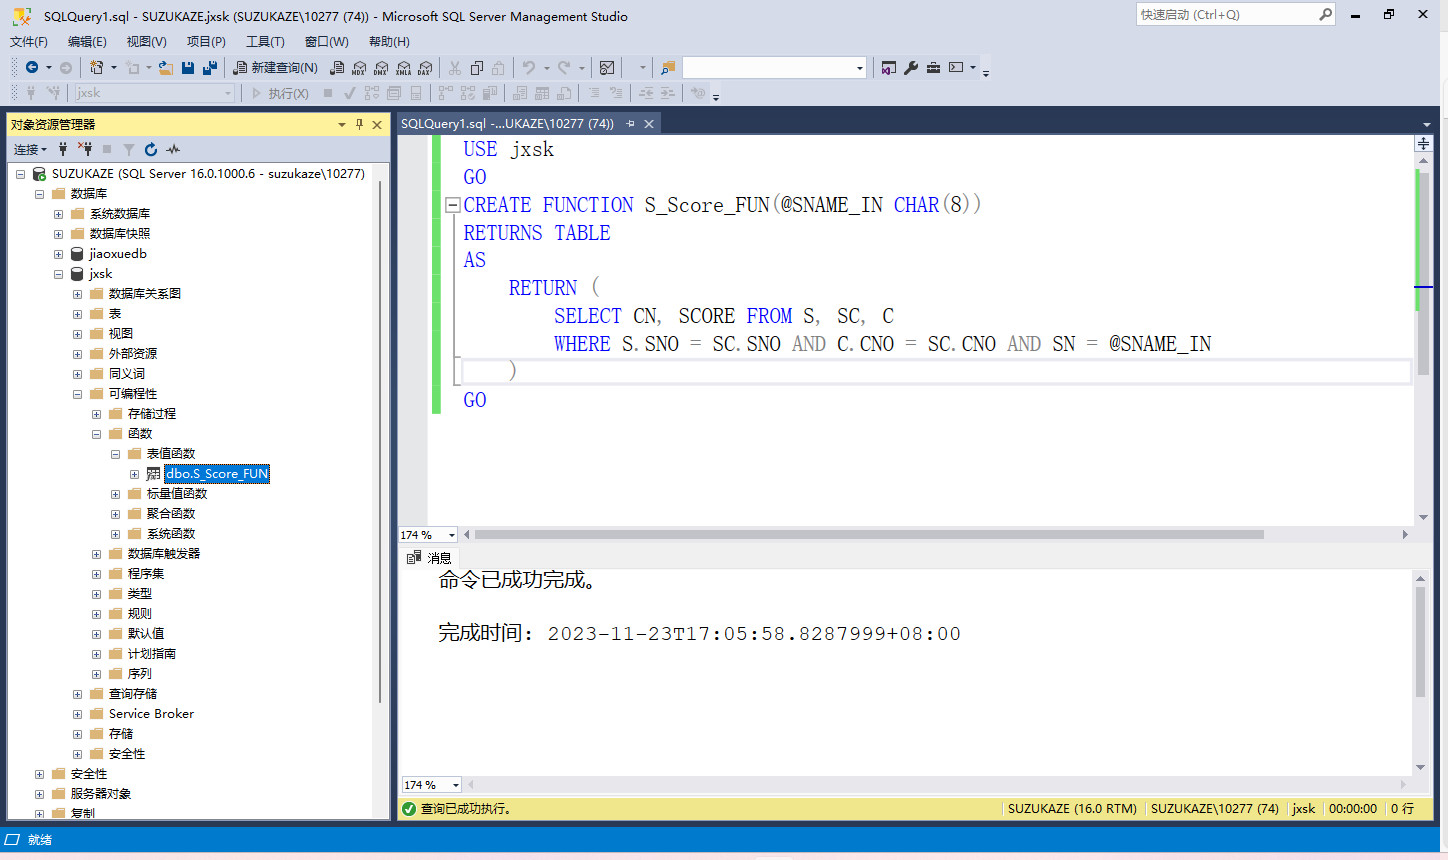 SQLQuery1.sql - SUZUKAZE.jxsk (SUZUKAZE\10277 (74)) - Microsoft SQL Server Management Studio
快速启动 (Ctrl+Q)
文件(F) 编辑(E) 视图(V) 项目(P) 工具(T) 窗口(W) 帮助(H)
新建查询(N)
MDX DMX XMLA DAX
jxsk
执行(X)
对象资源管理器
连接
SUZUKAZE (SQL Server 16.0.1000.6 - suzukaze\10277)
数据库
系统数据库
数据库快照
jiaoxuedb
jxsk
数据库关系图
表
视图
外部资源
同义词
可编程性
存储过程
函数
表值函数
dbo.S_Score_FUN
标量值函数
聚合函数
系统函数
数据库触发器
程序集
类型
规则
默认值
计划指南
序列
查询存储
Service Broker
存储
安全性
安全性
服务器对象
复制
SQLQuery1.sql -...UKAZE\10277 (74))
USE jxsk
GO
CREATE FUNCTION S_Score_FUN(@SNAME_IN CHAR(8))
RETURNS TABLE
AS
RETURN (
SELECT CN, SCORE FROM S, SC, C
WHERE S.SNO = SC.SNO AND C.CNO = SC.CNO AND SN = @SNAME_IN
)
GO
174 %
消息
命令已成功完成。
完成时间: 2023-11-23T17:05:58.8287999+08:00
174 %
查询已成功执行。
SUZUKAZE (16.0 RTM) SUZUKAZE\10277 (74) jxsk 00:00:00 0 行
就绪